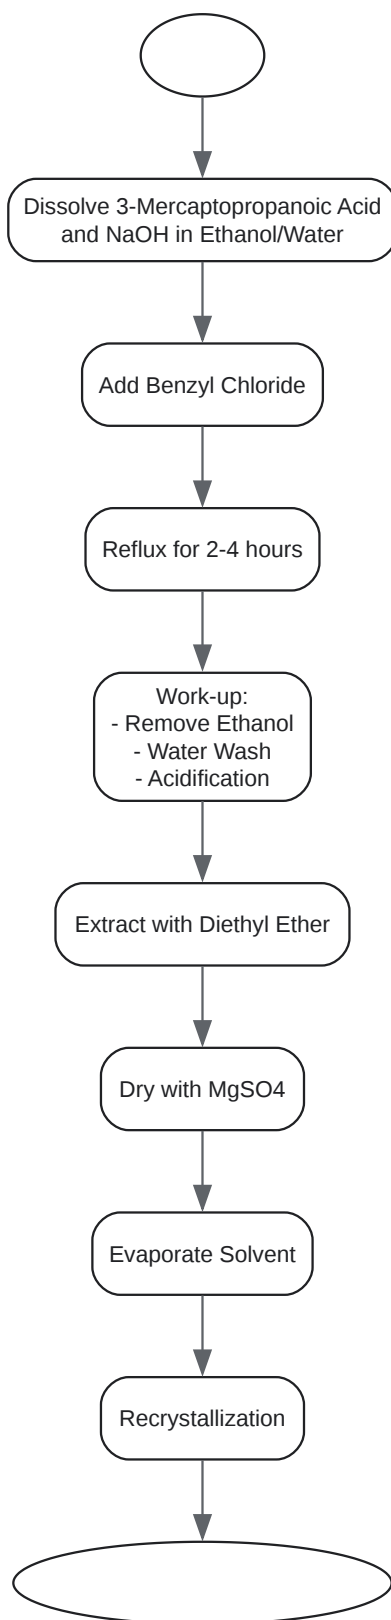 Dissolve 3-Mercaptopropanoic Acid
and NaOH in Ethanol/Water
Add Benzyl Chloride
Reflux for 2-4 hours
Work-up:
- Remove Ethanol
- Water Wash
- Acidification
Extract with Diethyl Ether
Dry with MgSO4
Evaporate Solvent
Recrystallization